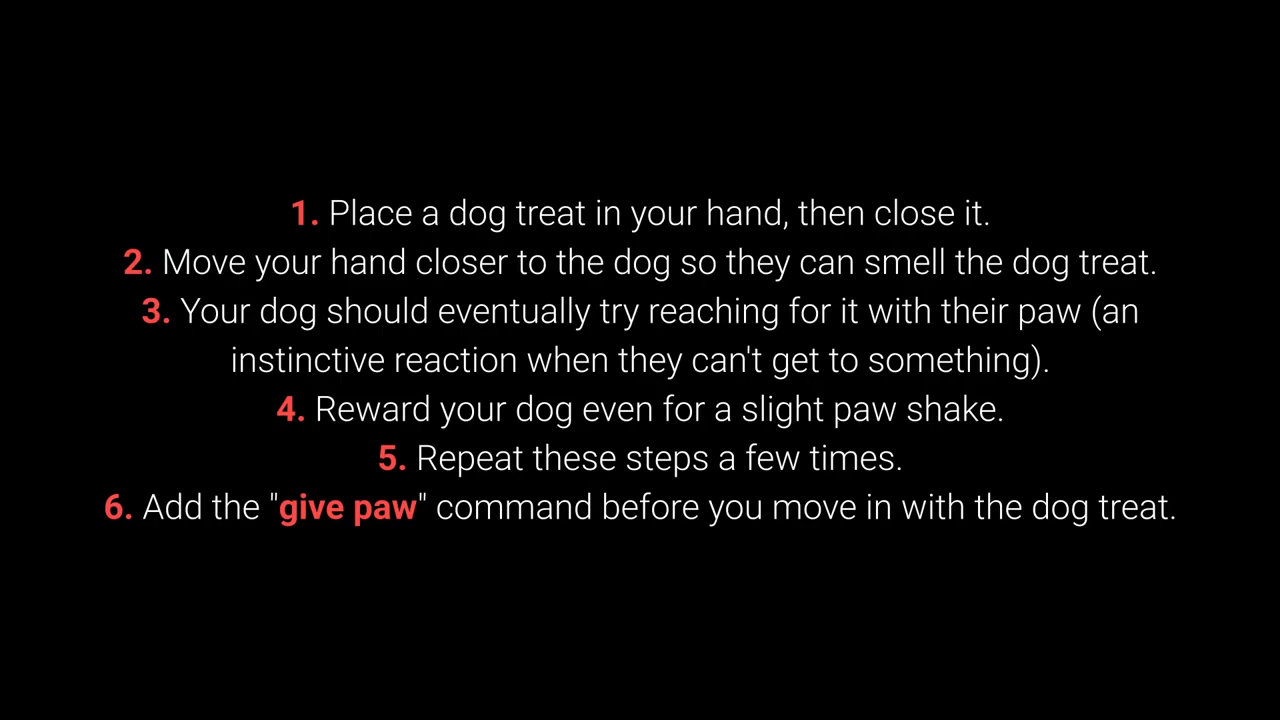 1. Place a dog treat in your hand, then close it.
2. Move your hand closer to the dog so they can smell the dog treat.
3. Your dog should eventually try reaching for it with their paw (an
instinctive reaction when they can't get to something).
4. Reward your dog even for a slight paw shake.
5. Repeat these steps a few times.
6. Add the "give paw" command before you move in with the dog treat.